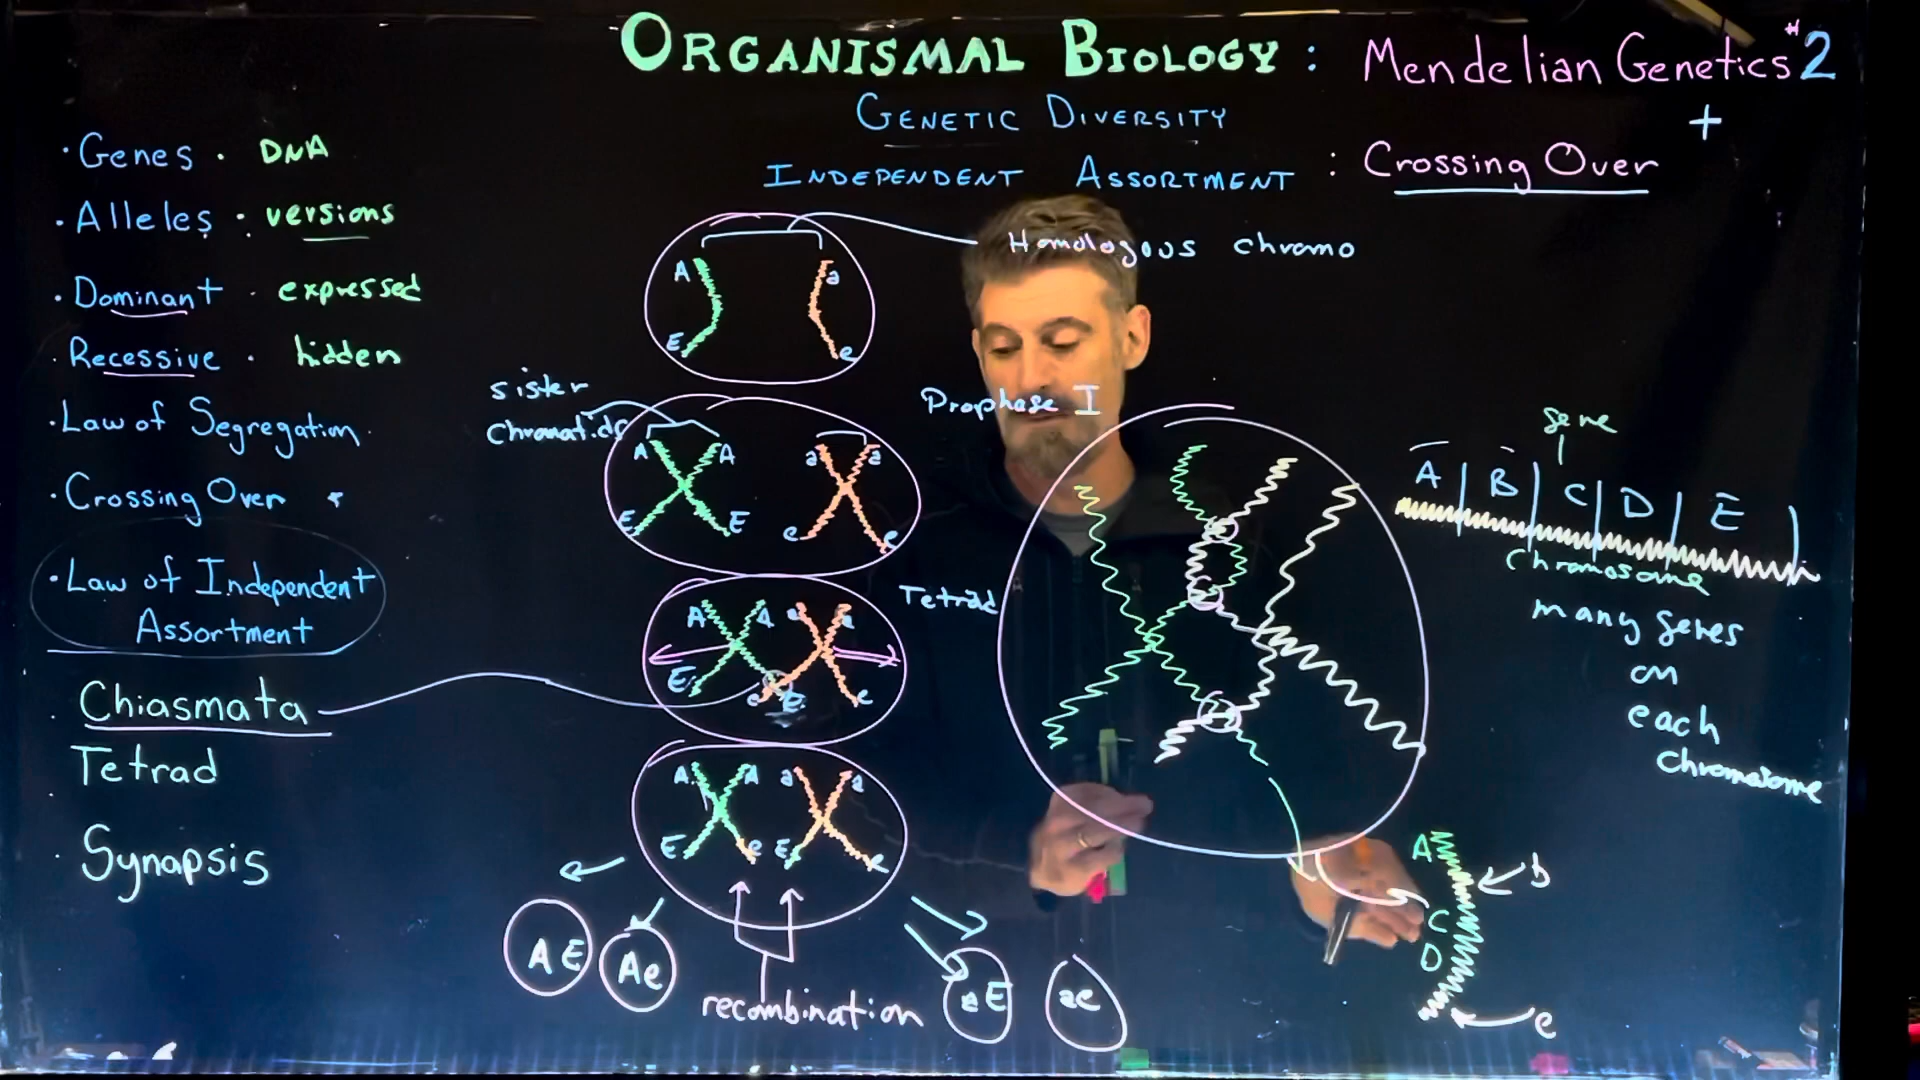 ORGANISMAL BIOLOGY : Mendelian Genetics #2
GENETIC DIVERSITY +
INDEPENDENT ASSORTMENT : Crossing Over
· Genes · DNA
· Alleles : versions
· Dominant · expressed
· Recessive · hidden
· Law of Segregation
· Crossing Over
· Law of Independent
Assortment
· Chiasmata
Tetrad
· Synapsis
Homologous chromo
A a
E e
sister
chromatids
A A a a
E E e e
Prophase I
Tetrad
A A a a
E e E e
A A a a
E e E e
AE Ae aE ae
recombination
gene
A | B | C | D | E |
Chromosome
many genes
on
each
chromosome
A
b
C
D
e